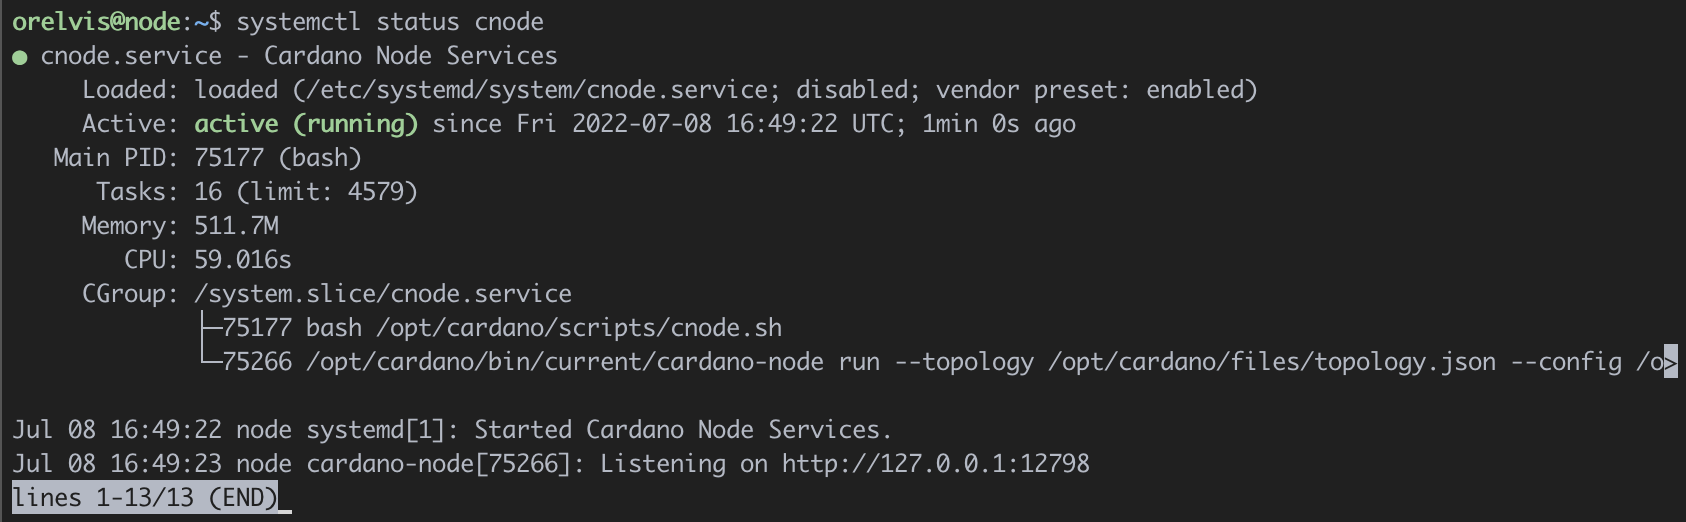 orelvis@node:~$ systemctl status cnode
● cnode.service - Cardano Node Services
     Loaded: loaded (/etc/systemd/system/cnode.service; disabled; vendor preset: enabled)
     Active: active (running) since Fri 2022-07-08 16:49:22 UTC; 1min 0s ago
   Main PID: 75177 (bash)
      Tasks: 16 (limit: 4579)
     Memory: 511.7M
        CPU: 59.016s
     CGroup: /system.slice/cnode.service
             ├─75177 bash /opt/cardano/scripts/cnode.sh
             └─75266 /opt/cardano/bin/current/cardano-node run --topology /opt/cardano/files/topology.json --config /o>

Jul 08 16:49:22 node systemd[1]: Started Cardano Node Services.
Jul 08 16:49:23 node cardano-node[75266]: Listening on http://127.0.0.1:12798
lines 1-13/13 (END)